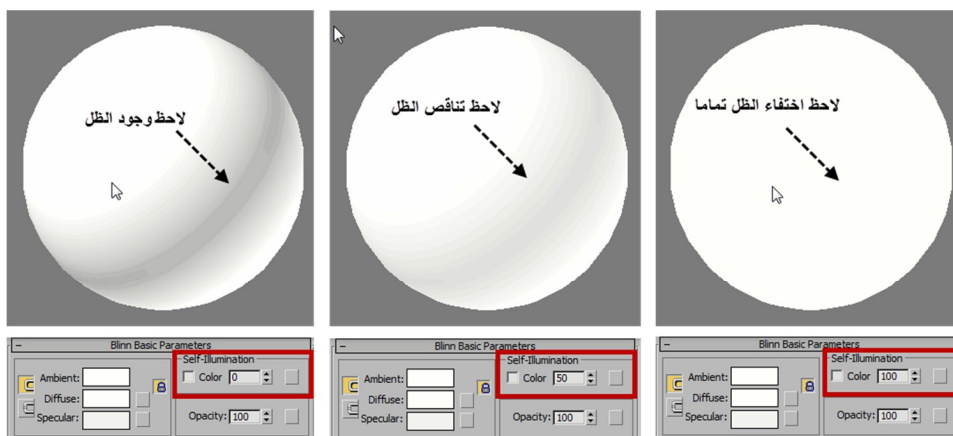 لاحظ وجود الظل
لاحظ تناقص الظل
لاحظ اختفاء الظل تماما
Blinn Basic Parameters
Self-Illumination
Color 0
Ambient:
Diffuse:
Specular:
Opacity: 100
Blinn Basic Parameters
Self-Illumination
Color 50
Ambient:
Diffuse:
Specular:
Opacity: 100
Blinn Basic Parameters
Self-Illumination
Color 100
Ambient:
Diffuse:
Specular:
Opacity: 100